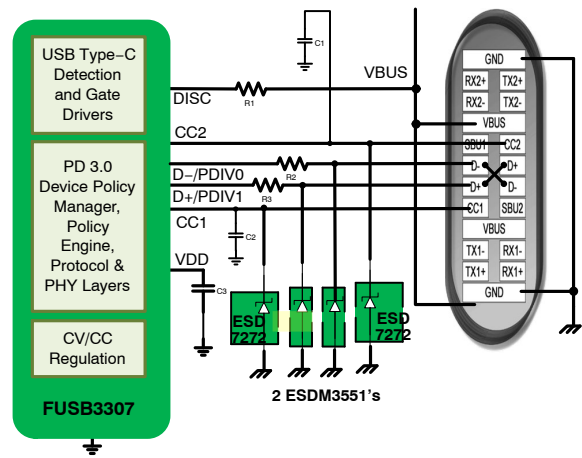 USB Type-C
Detection
and Gate
Drivers
PD 3.0
Device Policy
Manager,
Policy
Engine,
Protocol &
PHY Layers
CV/CC
Regulation
FUSB3307
DISC
CC2
D-/PDIV0
D+/PDIV1
CC1
VDD
R1
R2
R3
C1
C2
C3
VBUS
ESD
7272
ESD
7272
2 ESDM3551's
GND
RX2+ TX2+
RX2- TX2-
VBUS
SBU1 CC2
D- D+
D+ D-
CC1 SBU2
VBUS
TX1- RX1-
TX1+ RX1+
GND